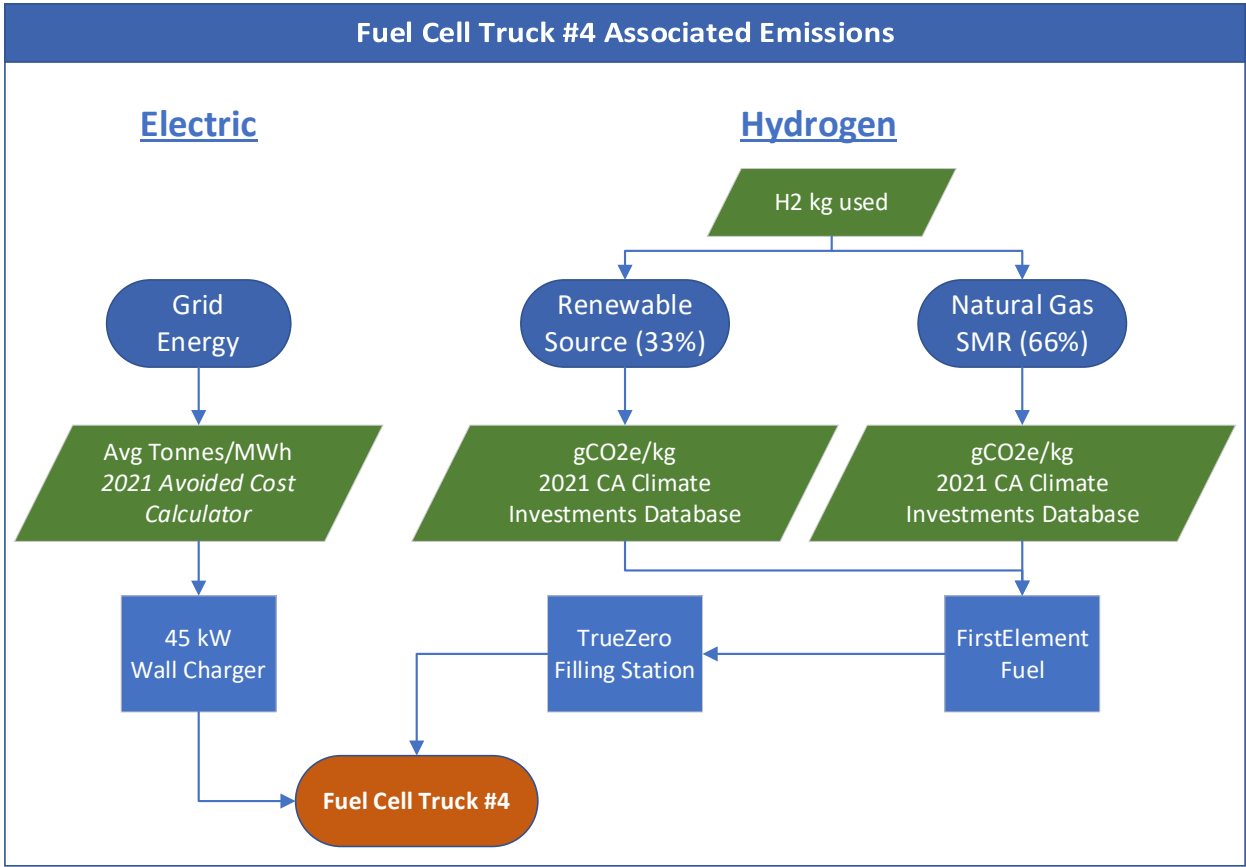 Fuel Cell Truck #4 Associated Emissions
Electric
Hydrogen
H2 kg used
Grid
Energy
Renewable
Source (33%)
Natural Gas
SMR (66%)
Avg Tonnes/MWh
2021 Avoided Cost
Calculator
gCO2e/kg
2021 CA Climate
Investments Database
gCO2e/kg
2021 CA Climate
Investments Database
45 kW
Wall Charger
TrueZero
Filling Station
FirstElement
Fuel
Fuel Cell Truck #4